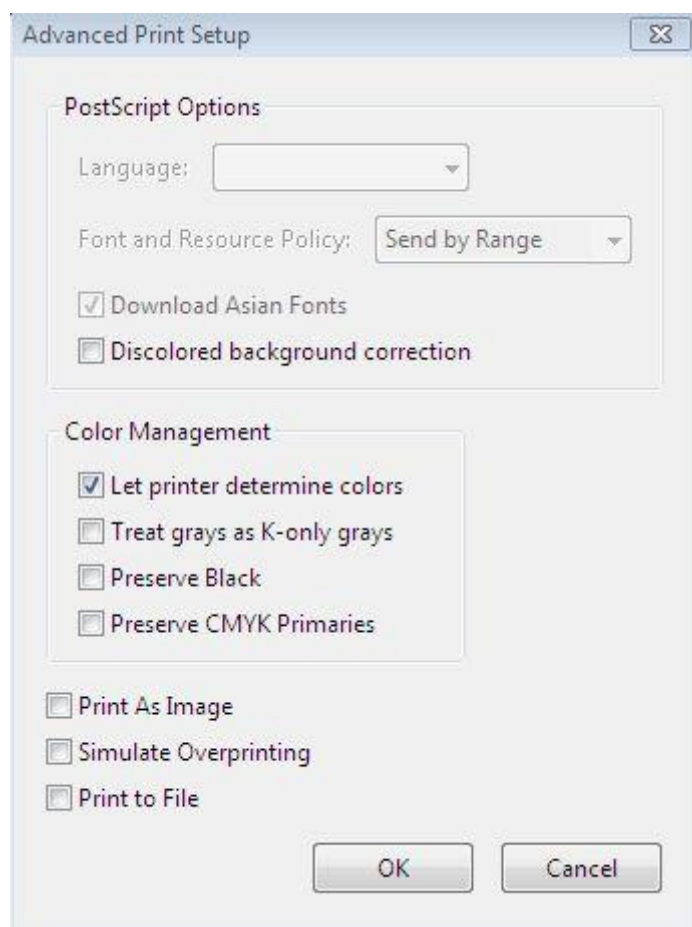 Advanced Print Setup
PostScript Options
Language:
Font and Resource Policy: Send by Range
Download Asian Fonts
Discolored background correction
Color Management
Let printer determine colors
Treat grays as K-only grays
Preserve Black
Preserve CMYK Primaries
Print As Image
Simulate Overprinting
Print to File
OK Cancel